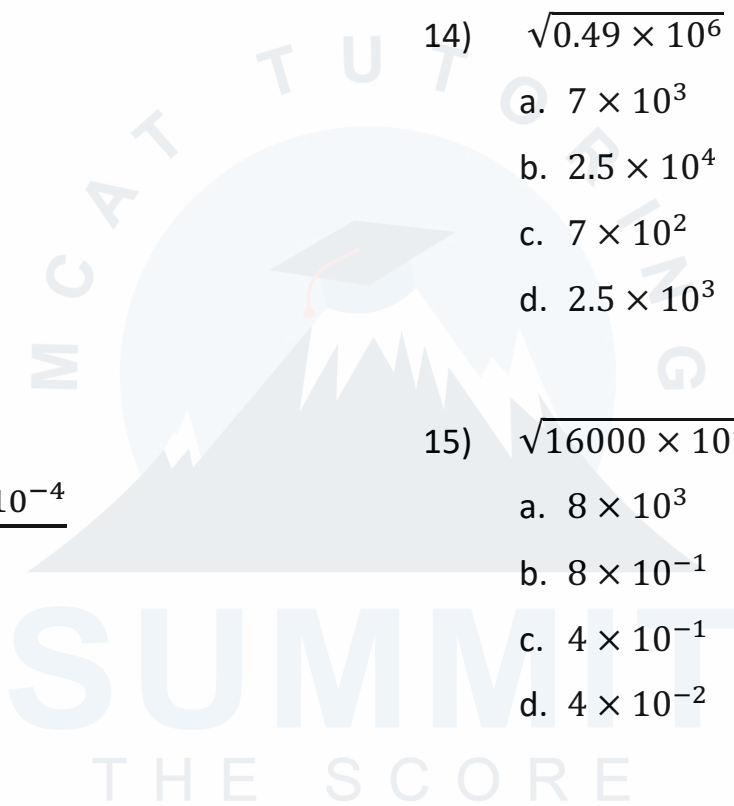 14) √0.49 × 10⁶
a. 7 × 10³
b. 2.5 × 10⁴
c. 7 × 10²
d. 2.5 × 10³
15) √16000 × 10
a. 8 × 10³
10⁻⁴
b. 8 × 10⁻¹
c. 4 × 10⁻¹
d. 4 × 10⁻²
MCAT TUTORING
SUMMIT
THE SCORE